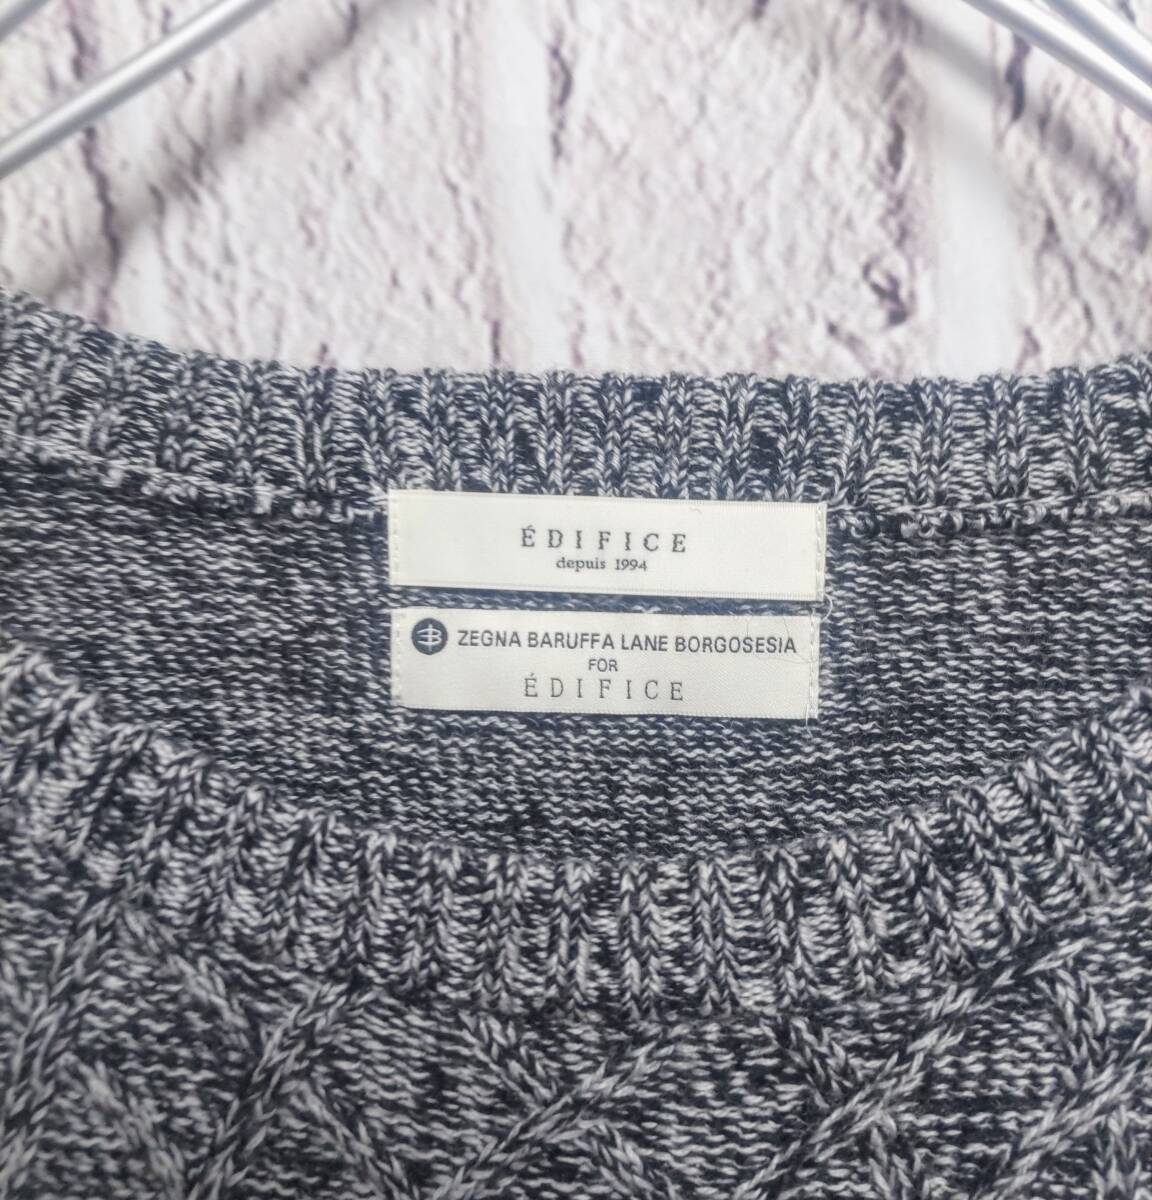 ÉDIFICE
depuis 1994
ZEGNA BARUFFA LANE BORGOSESIA
FOR
ÉDIFICE